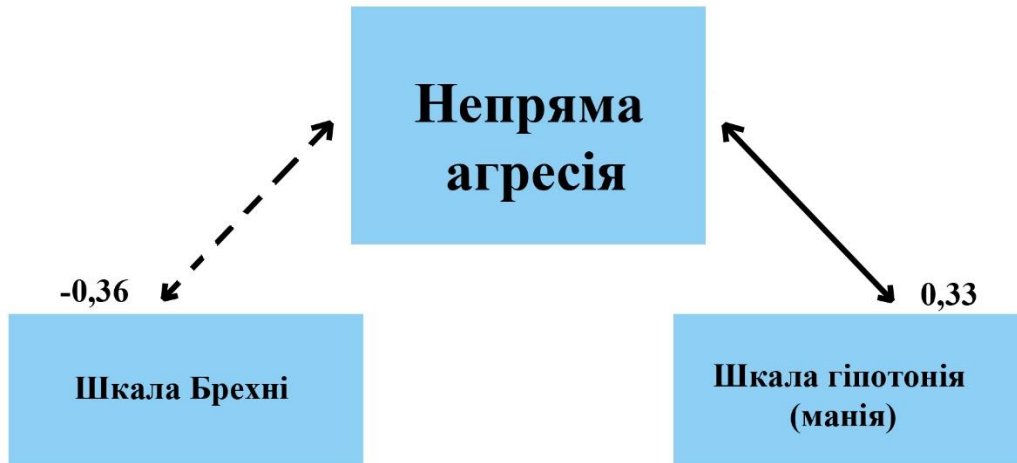 Непряма
агресія
-0,36
0,33
Шкала Брехні
Шкала гіпотонія
(манія)